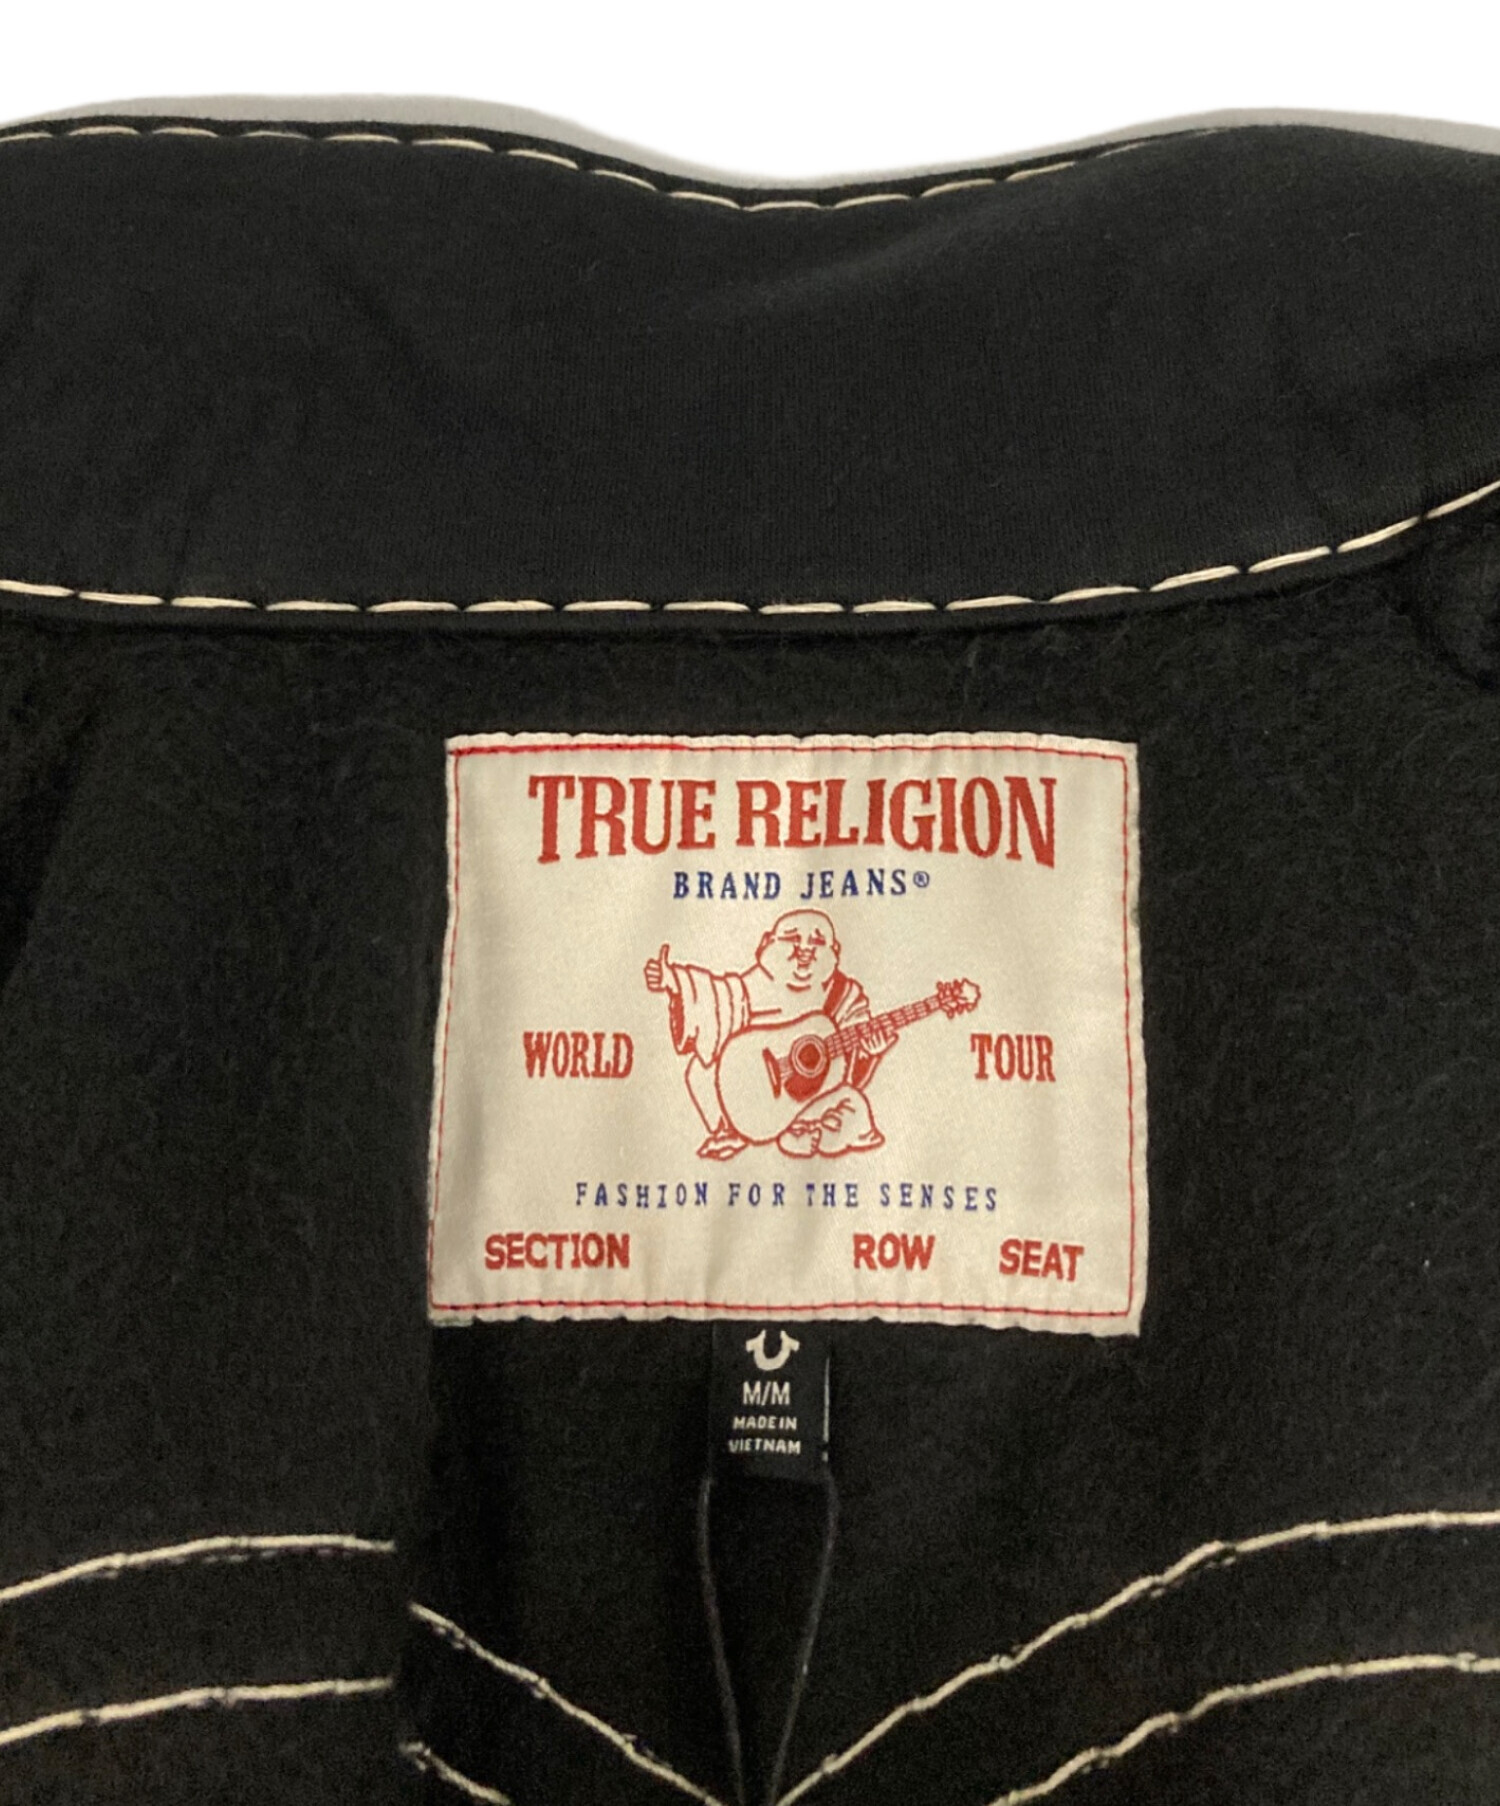 TRUE RELIGION
BRAND JEANS®
WORLD TOUR
FASHION FOR THE SENSES
SECTION ROW SEAT
M/M
MADE IN
VIETNAM